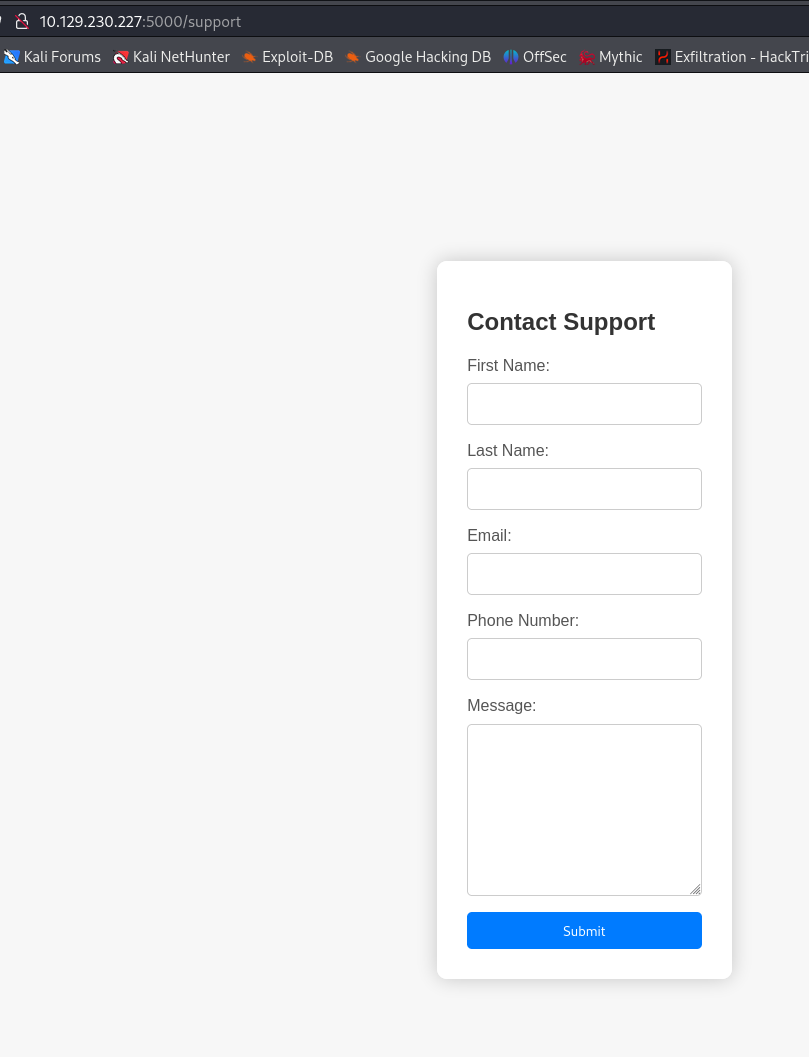 10.129.230.227:5000/support
Kali Forums Kali NetHunter Exploit-DB Google Hacking DB OffSec Mythic Exfiltration - HackTri
Contact Support
First Name:
Last Name:
Email:
Phone Number:
Message:
Submit